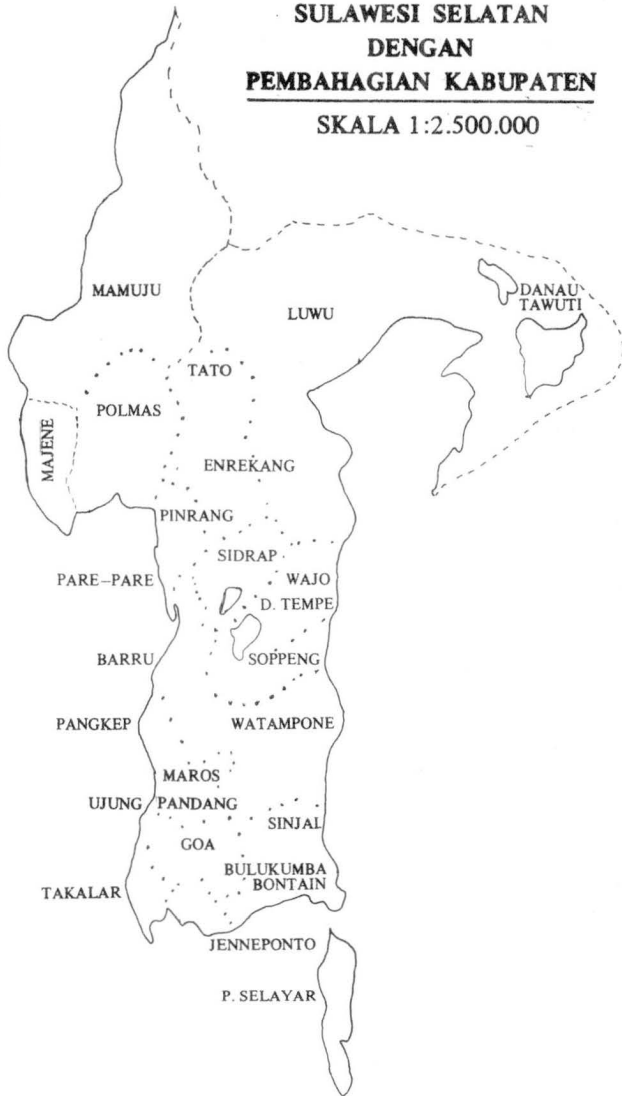 SULAWESI SELATAN
DENGAN
PEMBAHAGIAN KABUPATEN
SKALA 1:2.500.000
MAMUJU
LUWU
DANAU
TAWUTI
TATO
POLMAS
MAJENE
ENREKANG
PINRANG
SIDRAP
PARE-PARE
WAJO
D. TEMPE
BARRU
SOPPENG
PANGKEP
WATAMPONE
MAROS
UJUNG PANDANG
SINJAL
GOA
BULUKUMBA
BONTAIN
TAKALAR
JENNEPONTO
P. SELAYAR